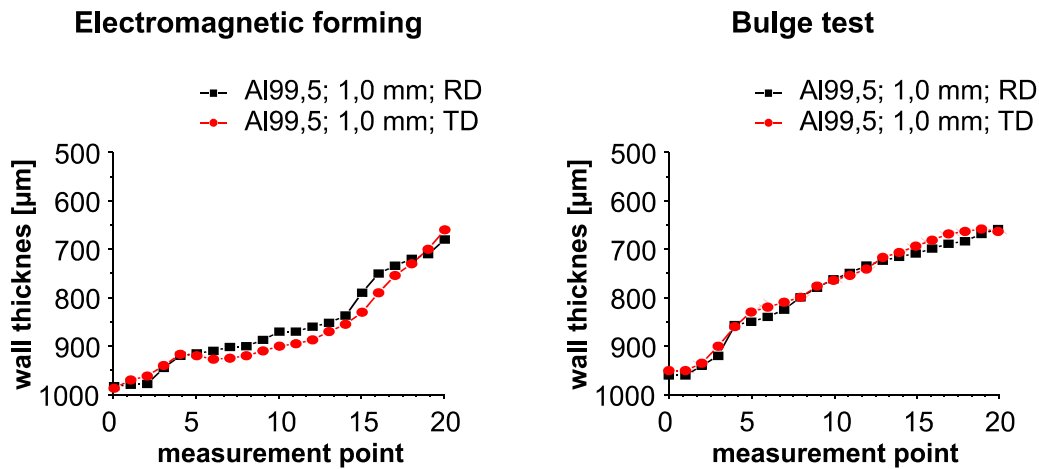 Electromagnetic forming
Al99,5; 1,0 mm; RD
Al99,5; 1,0 mm; TD
wall thicknes [µm]
500
600
700
800
900
1000
0 5 10 15 20
measurement point
Bulge test
Al99,5; 1,0 mm; RD
Al99,5; 1,0 mm; TD
wall thicknes [µm]
500
600
700
800
900
1000
0 5 10 15 20
measurement point